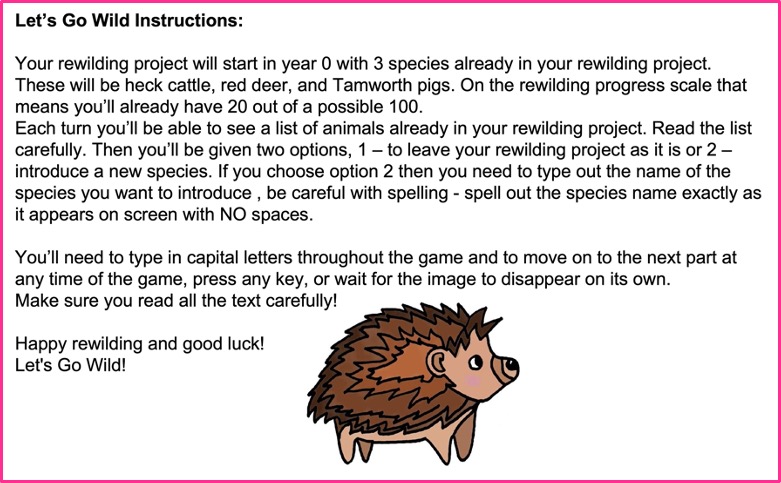 Let’s Go Wild Instructions:
Your rewilding project will start in year 0 with 3 species already in your rewilding project.
These will be heck cattle, red deer, and Tamworth pigs. On the rewilding progress scale that
means you’ll already have 20 out of a possible 100.
Each turn you’ll be able to see a list of animals already in your rewilding project. Read the list
carefully. Then you’ll be given two options, 1 – to leave your rewilding project as it is or 2 –
introduce a new species. If you choose option 2 then you need to type out the name of the
species you want to introduce , be careful with spelling - spell out the species name exactly as
it appears on screen with NO spaces.
You’ll need to type in capital letters throughout the game and to move on to the next part at
any time of the game, press any key, or wait for the image to disappear on its own.
Make sure you read all the text carefully!
Happy rewilding and good luck!
Let's Go Wild!